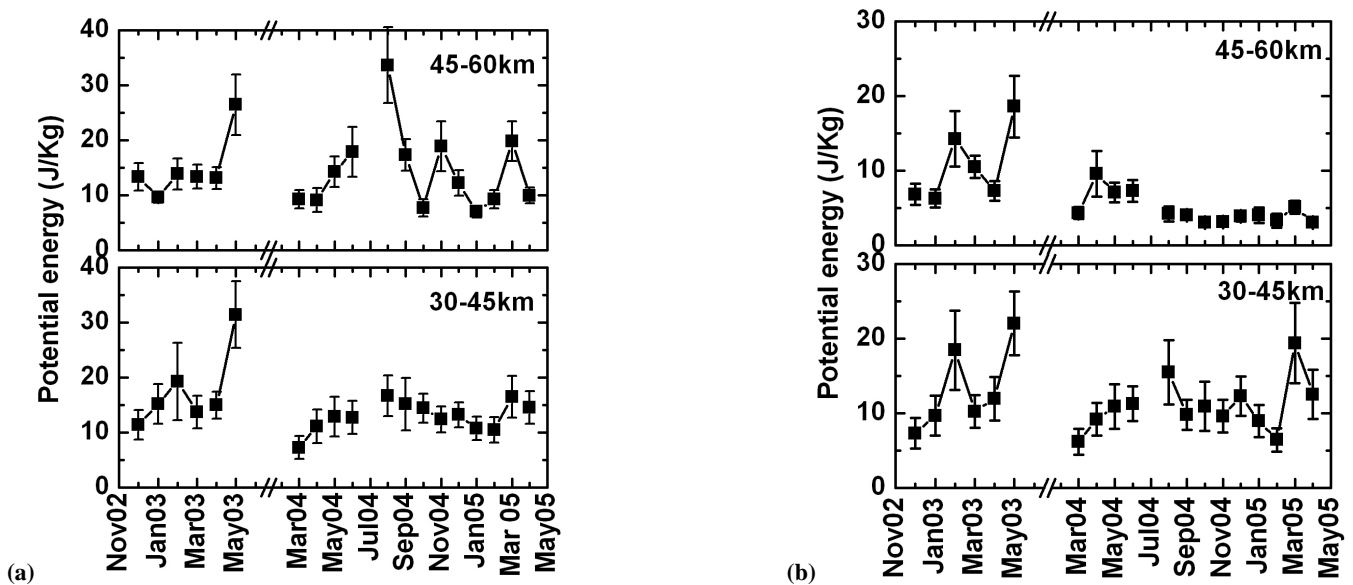 40
30
20
10
0
45-60km
40
30
20
10
0
30-45km
Potential energy (J/Kg)
Nov02
Jan03
Mar03
May03
Mar04
May04
Jul04
Sep04
Nov04
Jan05
Mar 05
May05
(a)
30
20
10
0
45-60km
30
20
10
0
30-45km
Potential energy (J/Kg)
Nov02
Jan03
Mar03
May03
Mar04
May04
Jul04
Sep04
Nov04
Jan05
Mar05
May05
(b)